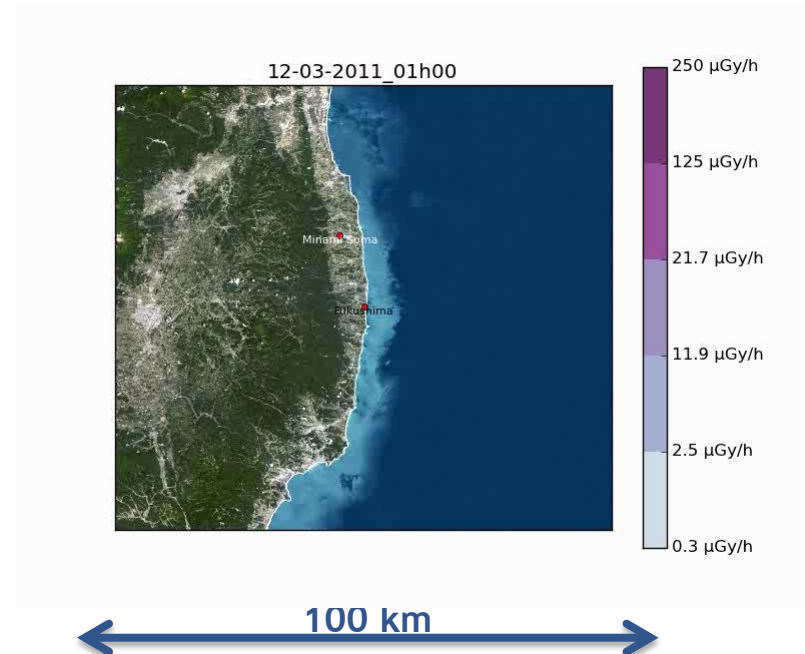 12-03-2011_01h00
250 µGy/h
125 µGy/h
21.7 µGy/h
11.9 µGy/h
2.5 µGy/h
0.3 µGy/h
Minami Soma
Fukushima
100 km